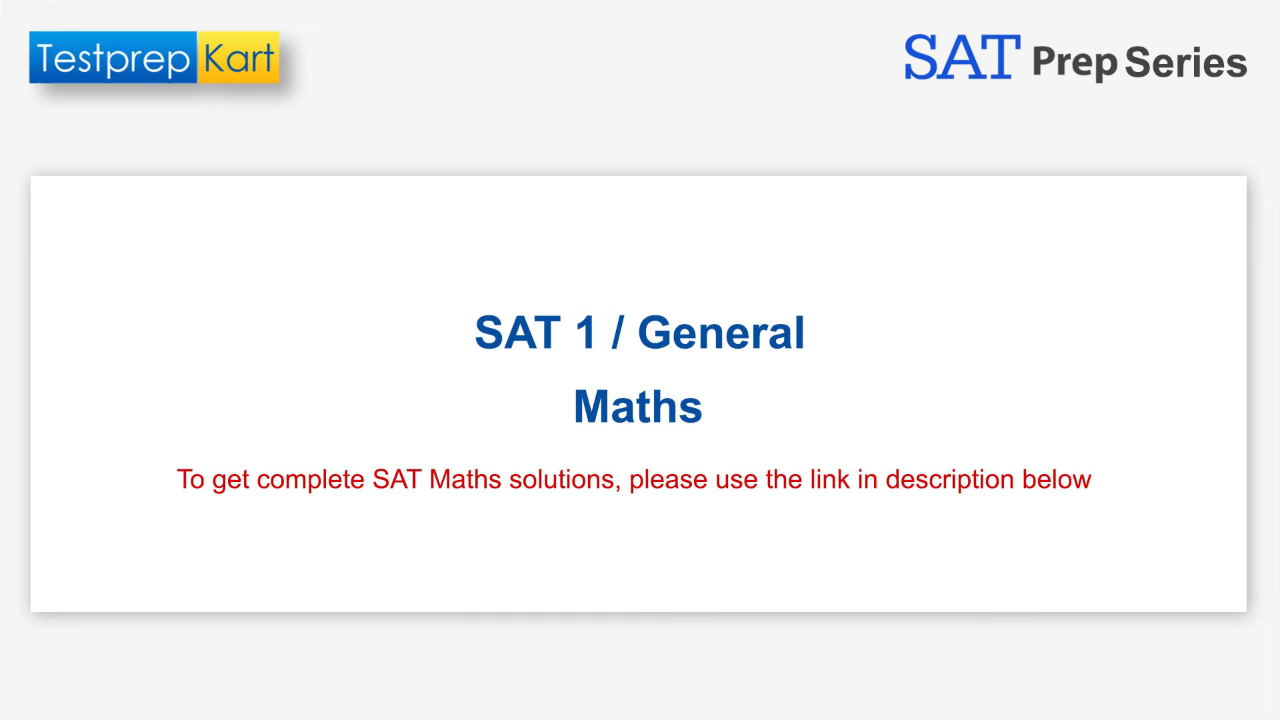 Testprep Kart
SAT Prep Series
SAT 1 / General
Maths
To get complete SAT Maths solutions, please use the link in description below